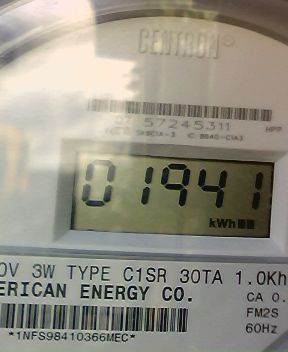 CENTRON®
57245311
HPP
01941
kWh
0V 3W TYPE C1SR 30TA 1.0Kh
ERICAN ENERGY CO.
CA 0.
FM2S
60Hz
*1NFS98410366MEC*